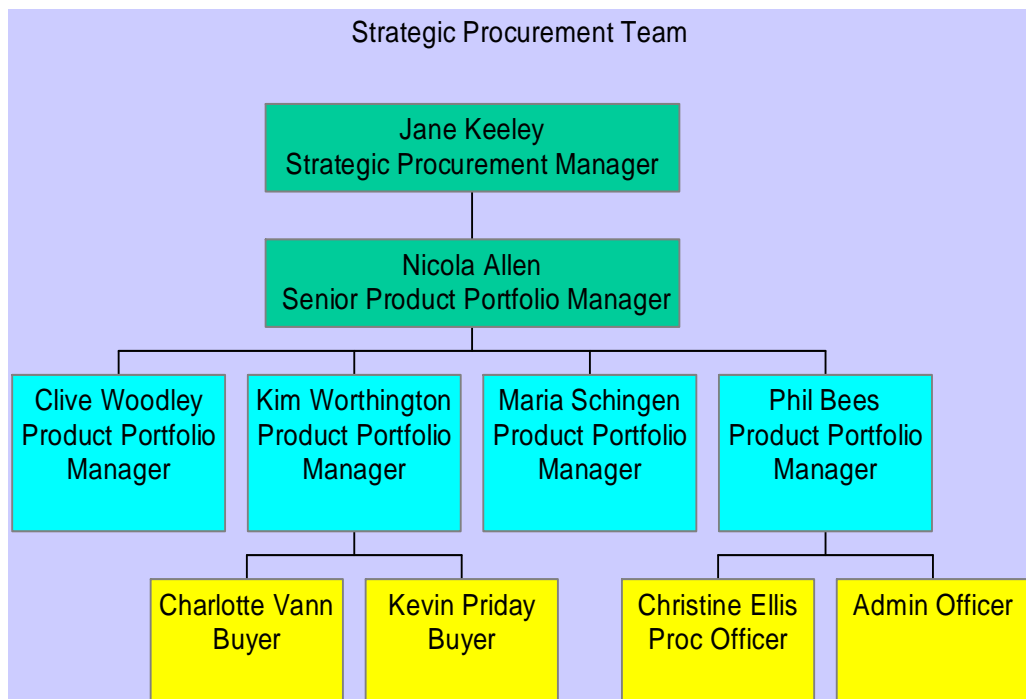 Strategic Procurement Team
Jane Keeley
Strategic Procurement Manager
Nicola Allen
Senior Product Portfolio Manager
Clive Woodley
Product Portfolio
Manager
Kim Worthington
Product Portfolio
Manager
Maria Schingen
Product Portfolio
Manager
Phil Bees
Product Portfolio
Manager
Charlotte Vann
Buyer
Kevin Priday
Buyer
Christine Ellis
Proc Officer
Admin Officer